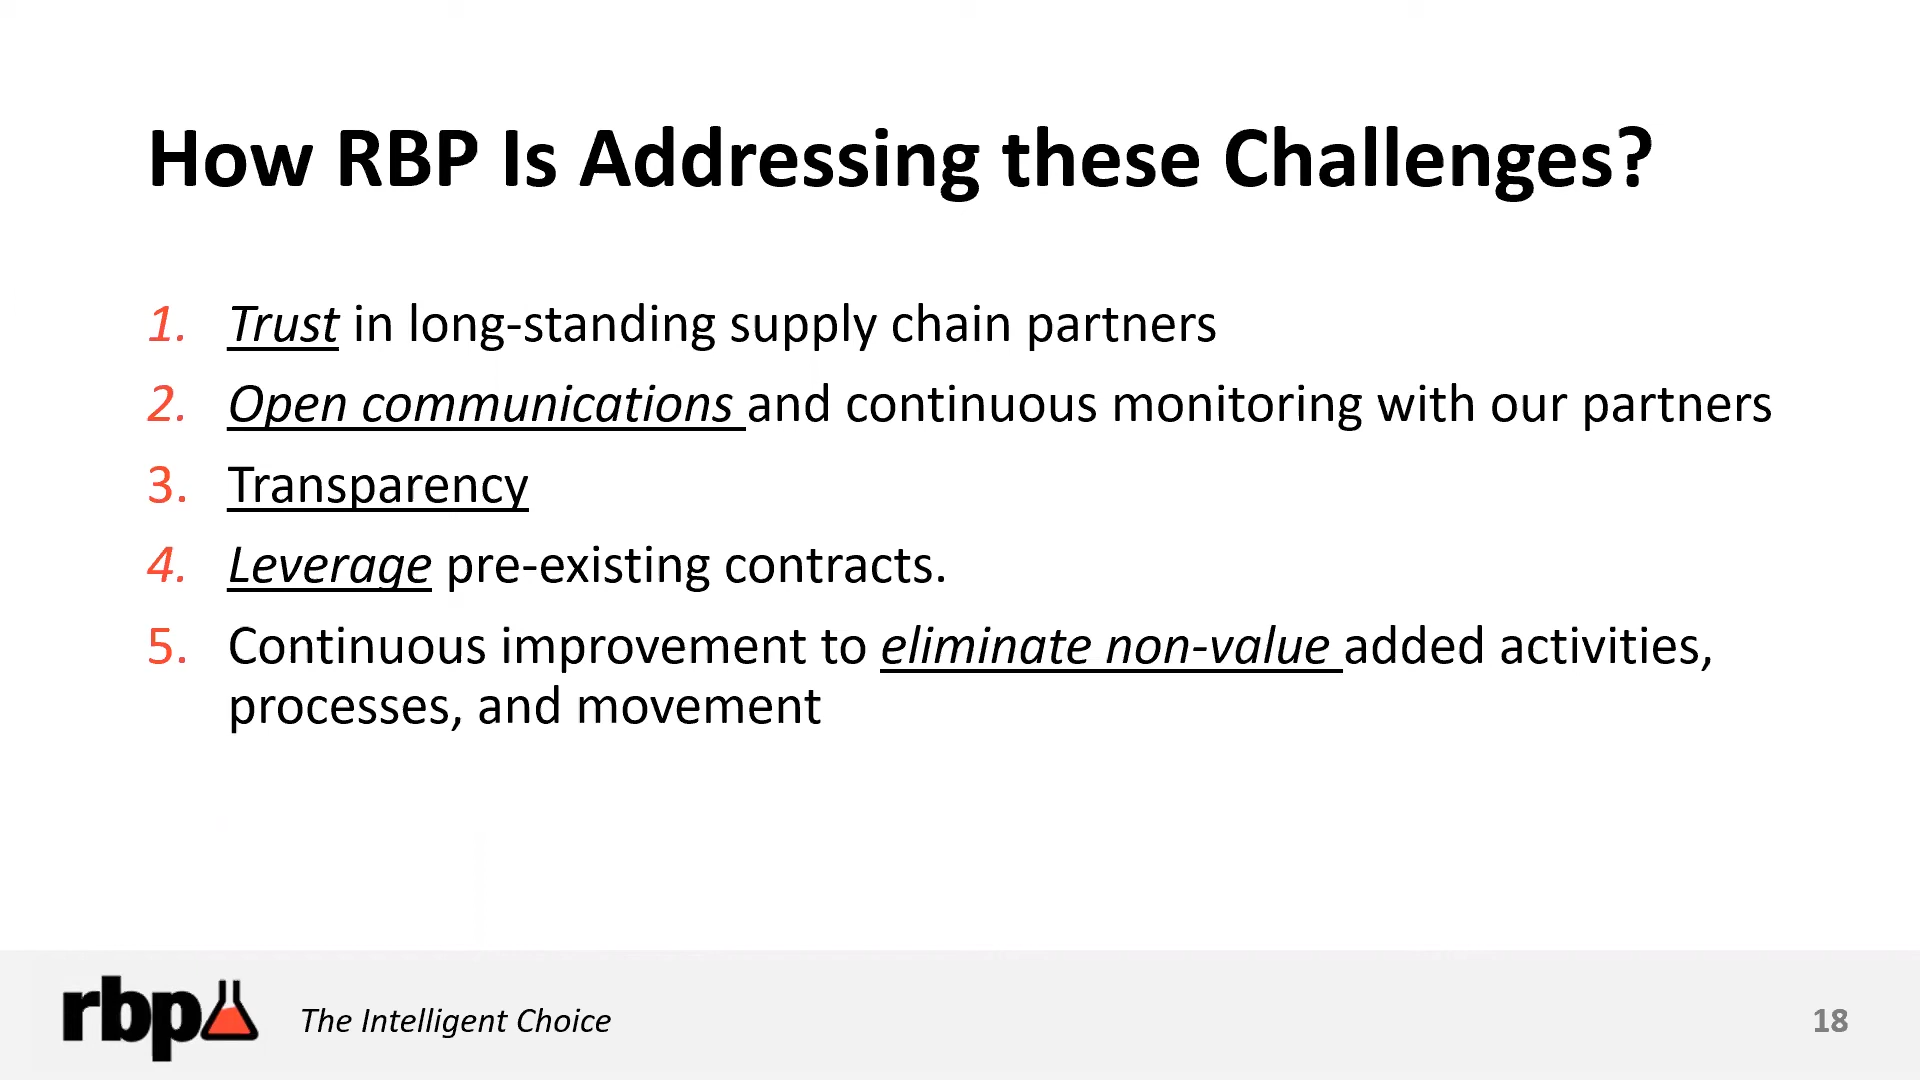 How RBP Is Addressing these Challenges?
1. Trust in long-standing supply chain partners
2. Open communications and continuous monitoring with our partners
3. Transparency
4. Leverage pre-existing contracts.
5. Continuous improvement to eliminate non-value added activities,
processes, and movement
rbp
The Intelligent Choice
18